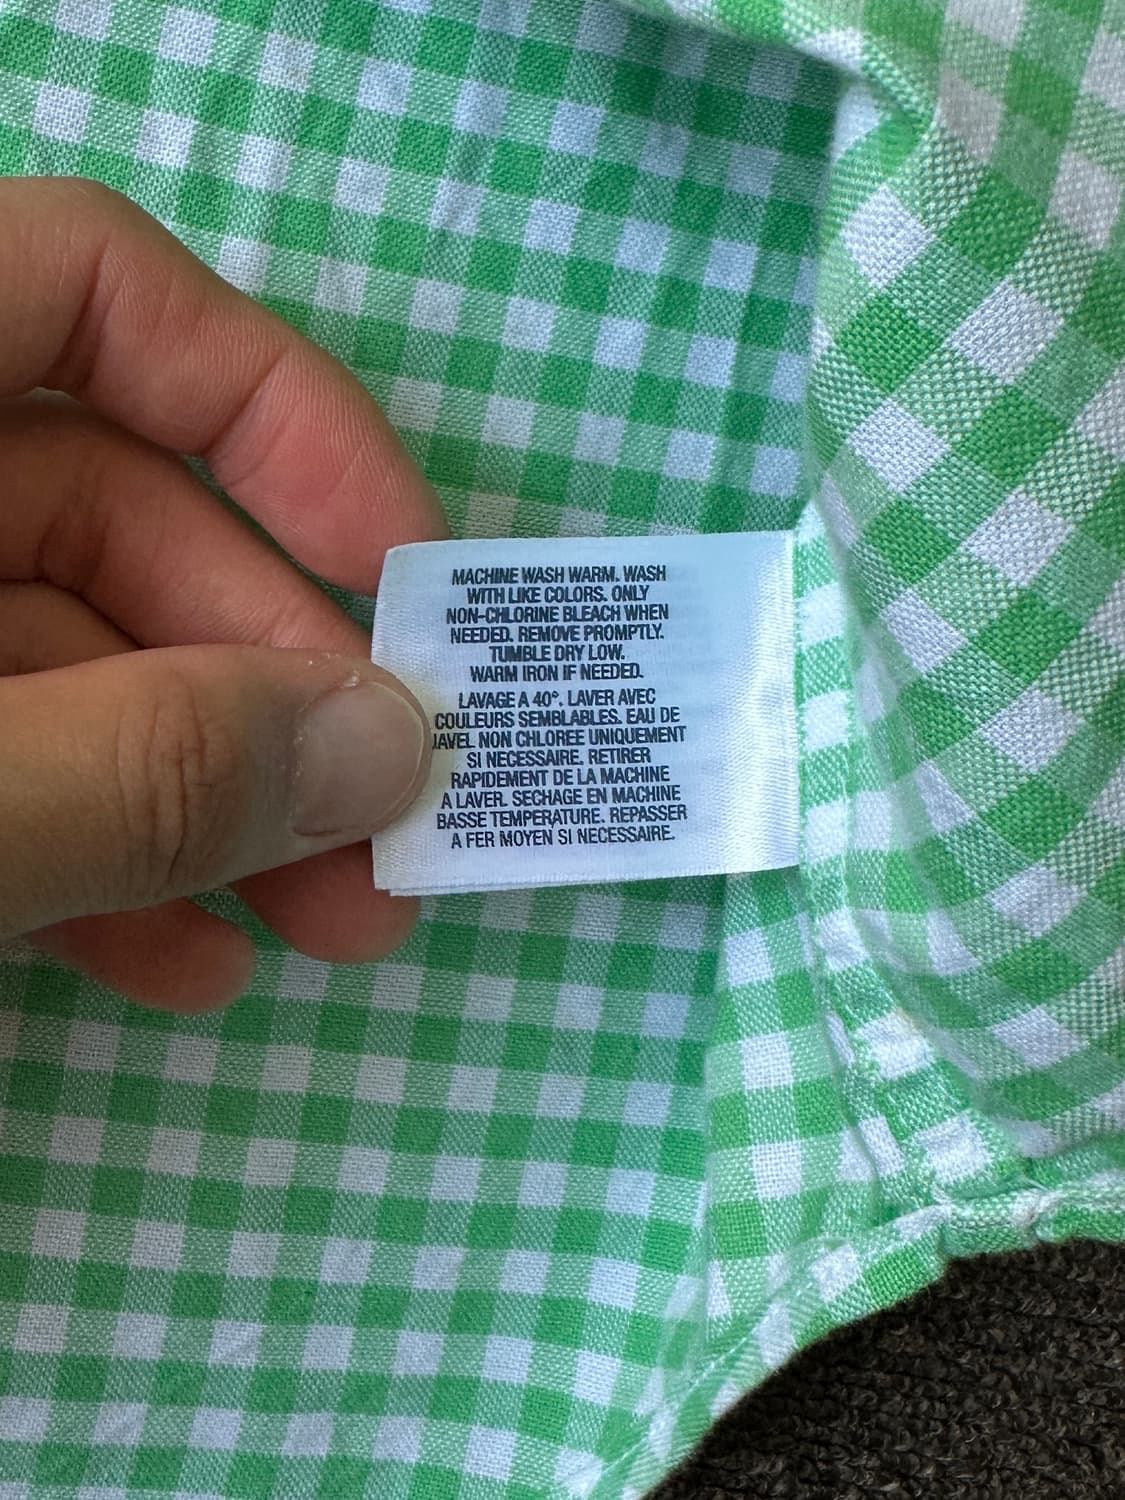 MACHINE WASH WARM. WASH
WITH LIKE COLORS. ONLY
NON-CHLORINE BLEACH WHEN
NEEDED. REMOVE PROMPTLY.
TUMBLE DRY LOW.
WARM IRON IF NEEDED.
LAVAGE A 40°. LAVER AVEC
COULEURS SEMBLABLES. EAU DE
JAVEL NON CHLOREE UNIQUEMENT
SI NECESSAIRE. RETIRER
RAPIDEMENT DE LA MACHINE
A LAVER. SECHAGE EN MACHINE
BASSE TEMPERATURE. REPASSER
A FER MOYEN SI NECESSAIRE.